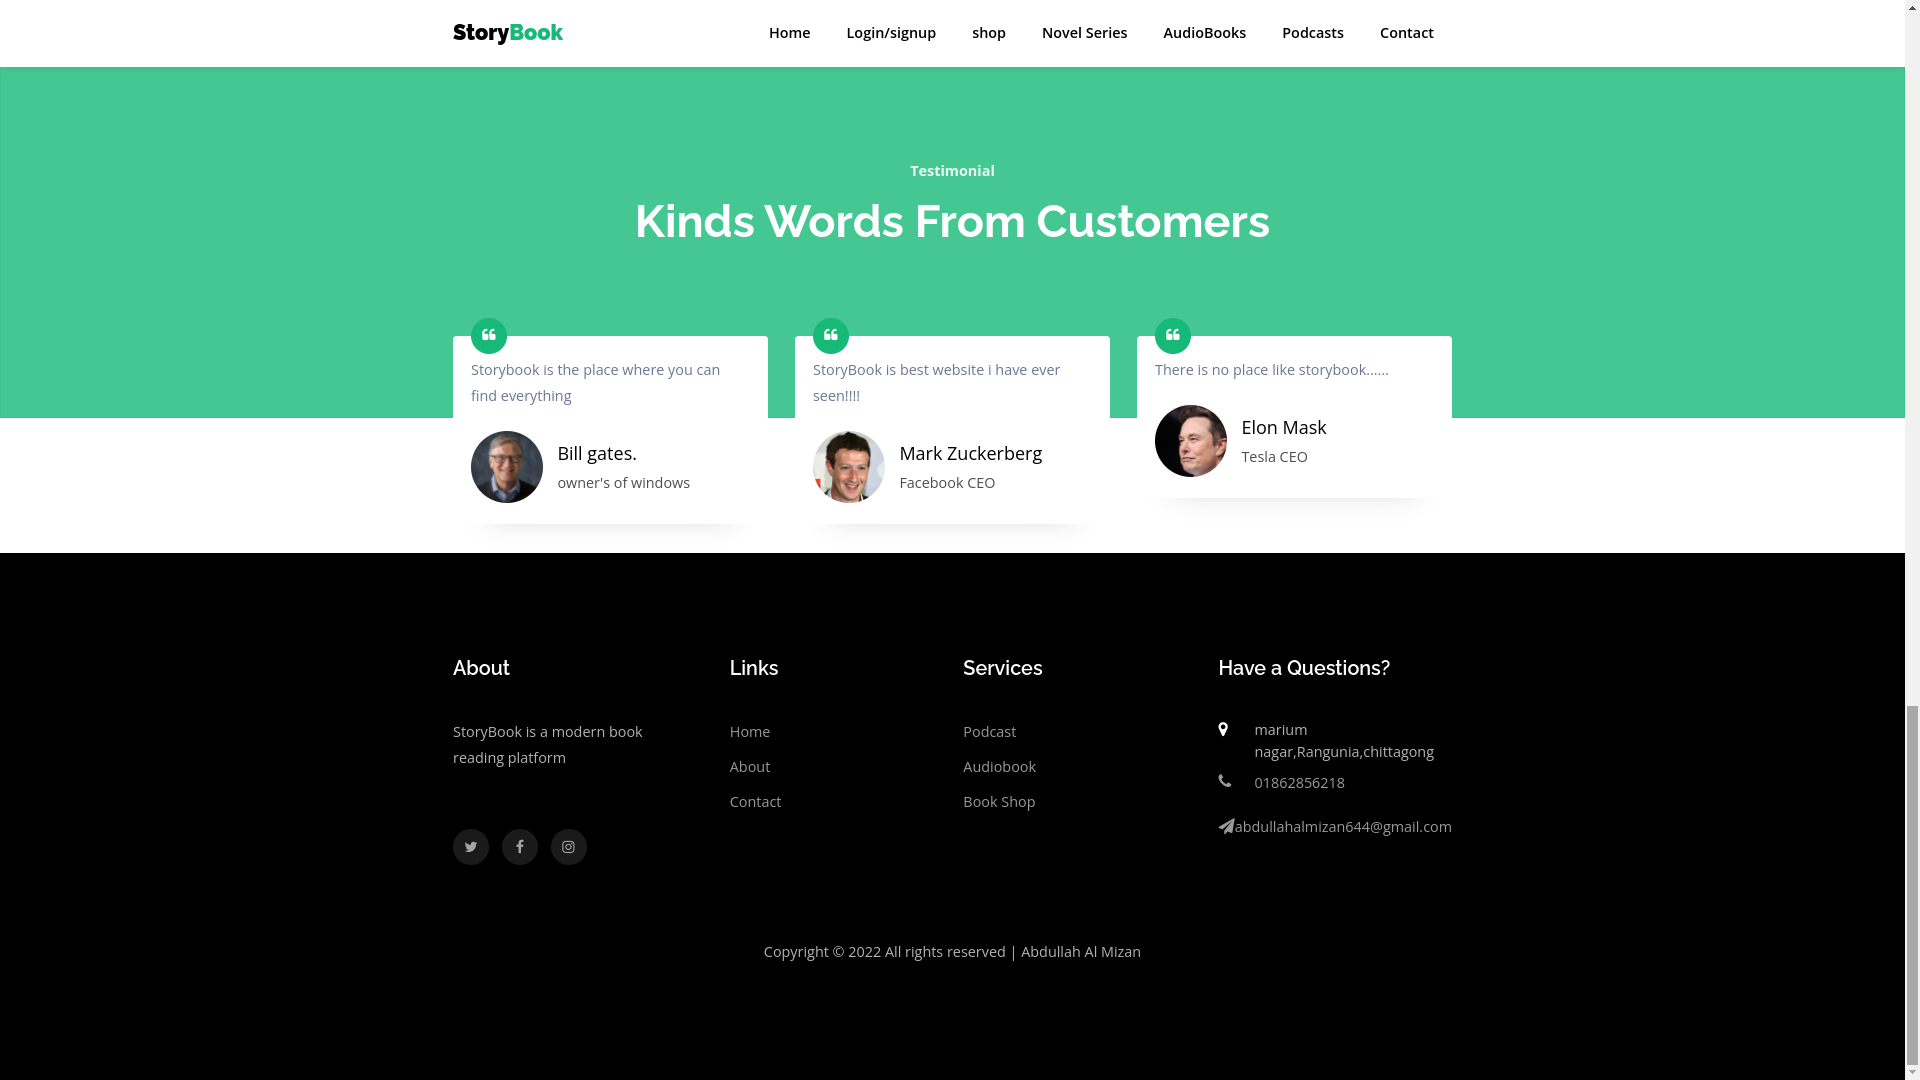 StoryBook
Home
Login/signup
shop
Novel Series
AudioBooks
Podcasts
Contact
Testimonial
Kinds Words From Customers
Storybook is the place where you can
find everything
Bill gates.
owner's of windows
StoryBook is best website i have ever
seen!!!!
Mark Zuckerberg
Facebook CEO
There is no place like storybook......
Elon Mask
Tesla CEO
About
StoryBook is a modern book
reading platform
Links
Home
About
Contact
Services
Podcast
Audiobook
Book Shop
Have a Questions?
marium
nagar,Rangunia,chittagong
01862856218
abdullahalmizan644@gmail.com
Copyright © 2022 All rights reserved | Abdullah Al Mizan